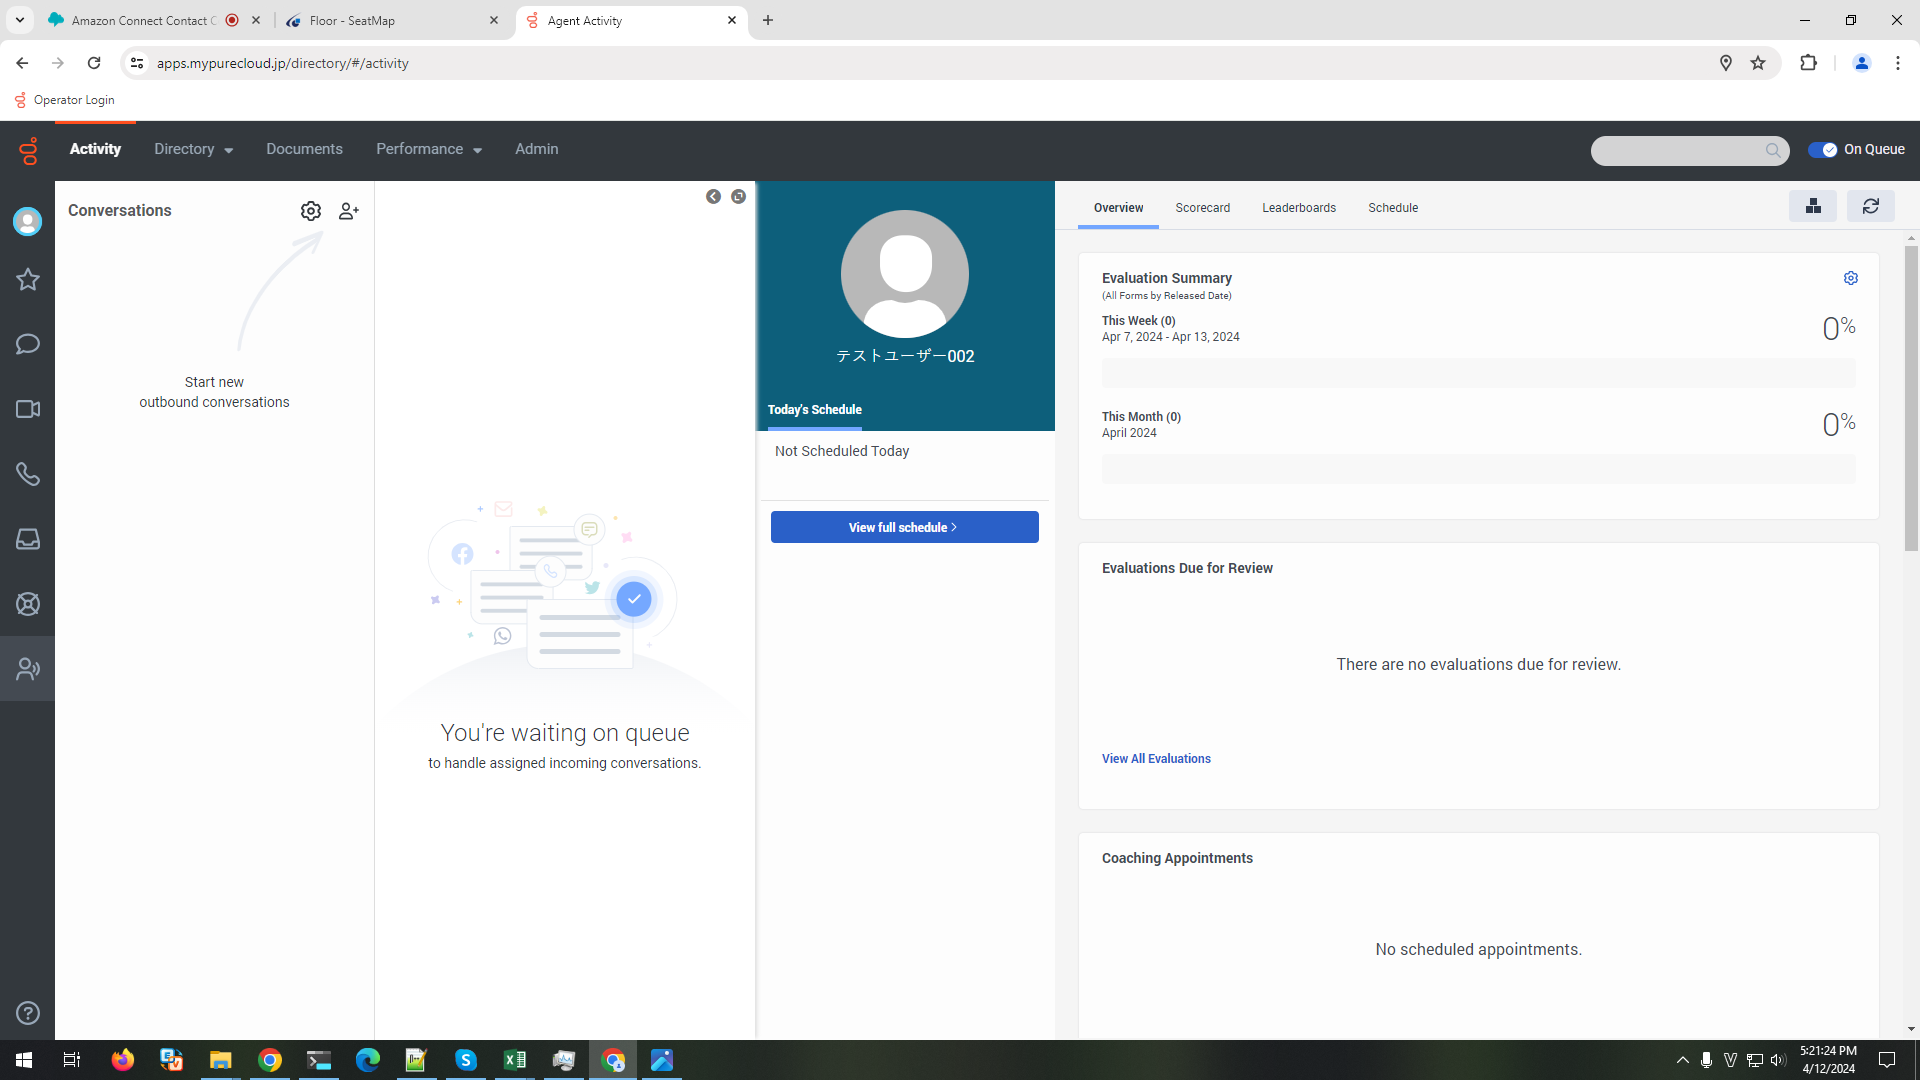 Amazon Connect Contact C
Floor - SeatMap
Agent Activity
apps.mypurecloud.jp/directory/#/activity
Operator Login
Activity
Directory
Documents
Performance
Admin
On Queue
Conversations
Start new
outbound conversations
You're waiting on queue
to handle assigned incoming conversations.
テストユーザー002
Today's Schedule
Not Scheduled Today
View full schedule
Overview
Scorecard
Leaderboards
Schedule
Evaluation Summary
(All Forms by Released Date)
This Week (0)
Apr 7, 2024 - Apr 13, 2024
0%
This Month (0)
April 2024
0%
Evaluations Due for Review
There are no evaluations due for review.
View All Evaluations
Coaching Appointments
No scheduled appointments.
5:21:24 PM
4/12/2024